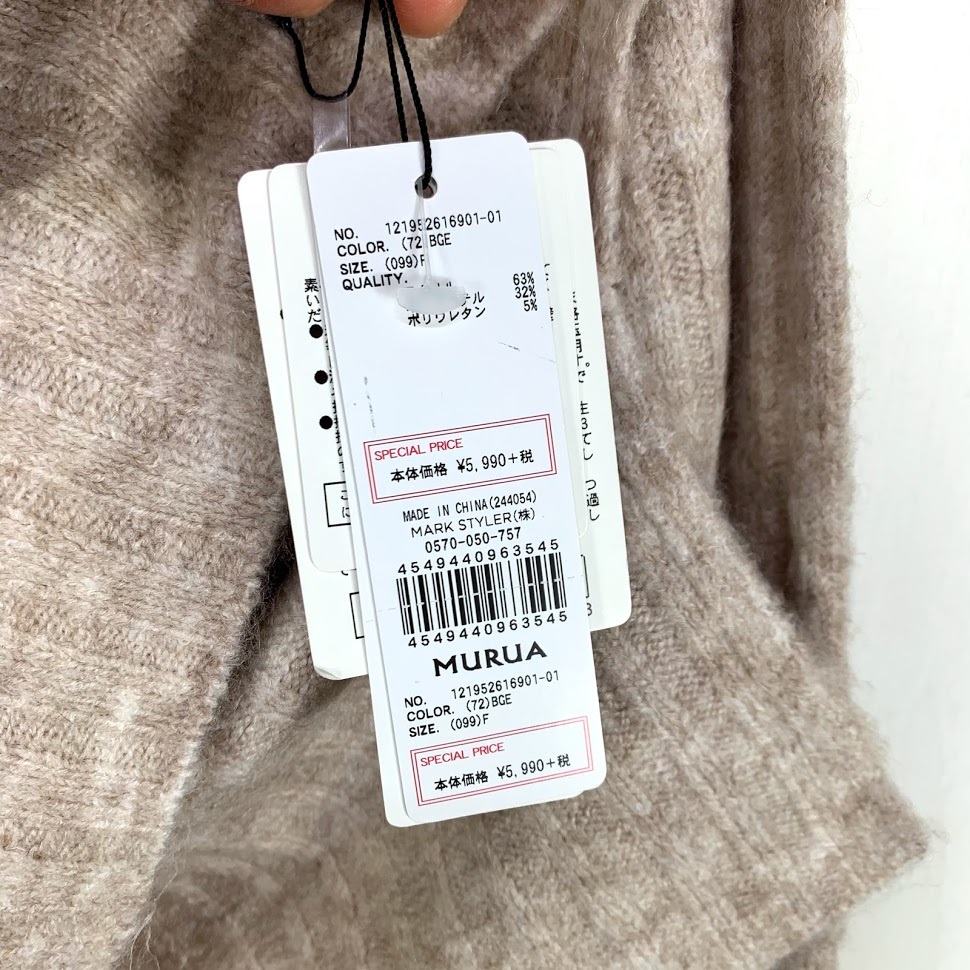 NO. 121952616901-01
COLOR. (72)BGE
SIZE. (099)F
QUALITY.
63%
32%
ポリウレタン 5%
SPECIAL PRICE
本体価格 ¥5,990+税
MADE IN CHINA(244054)
MARK STYLER(株)
0570-050-757
4549440963545
4549440963545
MURUA
NO. 121952616901-01
COLOR. (72)BGE
SIZE. (099)F
SPECIAL PRICE
本体価格 ¥5,990+税